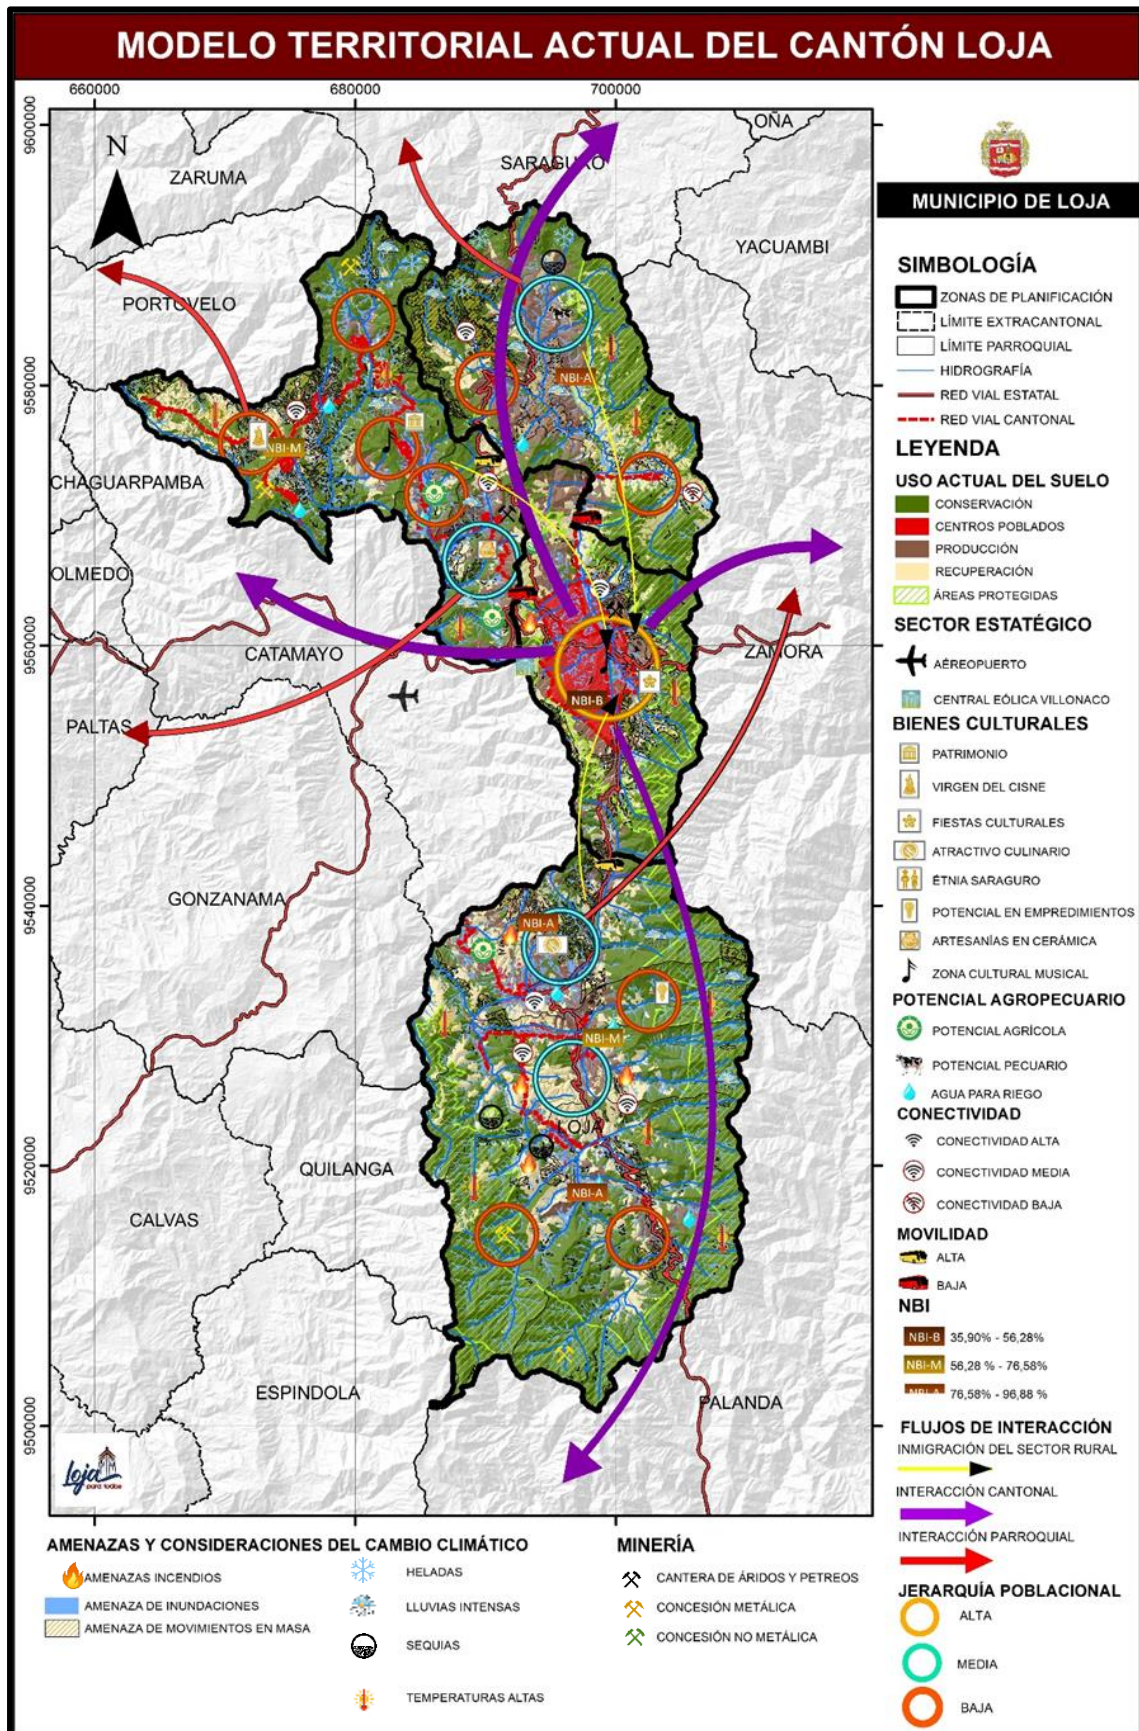 MODELO TERRITORIAL ACTUAL DEL CANTÓN LOJA
660000
680000
700000
9600000
9580000
9560000
9540000
9520000
9500000
N
OÑA
SARAGURO
ZARUMA
YACUAMBI
PORTOVELO
NBI-A
NBI-M
CHAGUARPAMBA
OLMEDO
CATAMAYO
ZAMORA
NBI-B
PALTAS
GONZANAMA
NBI-A
NBI-M
LOJA
QUILANGA
NBI-A
CALVAS
ESPINDOLA
PALANDA
Loja
para todos
MUNICIPIO DE LOJA
SIMBOLOGÍA
ZONAS DE PLANIFICACIÓN
LÍMITE EXTRACANTONAL
LÍMITE PARROQUIAL
HIDROGRAFÍA
RED VIAL ESTATAL
RED VIAL CANTONAL
LEYENDA
USO ACTUAL DEL SUELO
CONSERVACIÓN
CENTROS POBLADOS
PRODUCCIÓN
RECUPERACIÓN
ÁREAS PROTEGIDAS
SECTOR ESTATÉGICO
AÉREOPUERTO
CENTRAL EÓLICA VILLONACO
BIENES CULTURALES
PATRIMONIO
VIRGEN DEL CISNE
FIESTAS CULTURALES
ATRACTIVO CULINARIO
ÉTNIA SARAGURO
POTENCIAL EN EMPREDIMIENTOS
ARTESANÍAS EN CERÁMICA
ZONA CULTURAL MUSICAL
POTENCIAL AGROPECUARIO
POTENCIAL AGRÍCOLA
POTENCIAL PECUARIO
AGUA PARA RIEGO
CONECTIVIDAD
CONECTIVIDAD ALTA
CONECTIVIDAD MEDIA
CONECTIVIDAD BAJA
MOVILIDAD
ALTA
BAJA
NBI
NBI-B 35,90% - 56,28%
NBI-M 56,28 % - 76,58%
NBI-A 76,58% - 96,88 %
FLUJOS DE INTERACCIÓN
INMIGRACIÓN DEL SECTOR RURAL
INTERACCIÓN CANTONAL
INTERACCIÓN PARROQUIAL
JERARQUÍA POBLACIONAL
ALTA
MEDIA
BAJA
AMENAZAS Y CONSIDERACIONES DEL CAMBIO CLIMÁTICO
AMENAZAS INCENDIOS
AMENAZA DE INUNDACIONES
AMENAZA DE MOVIMIENTOS EN MASA
HELADAS
LLUVIAS INTENSAS
SEQUIAS
TEMPERATURAS ALTAS
MINERÍA
CANTERA DE ÁRIDOS Y PETREOS
CONCESIÓN METÁLICA
CONCESIÓN NO METÁLICA